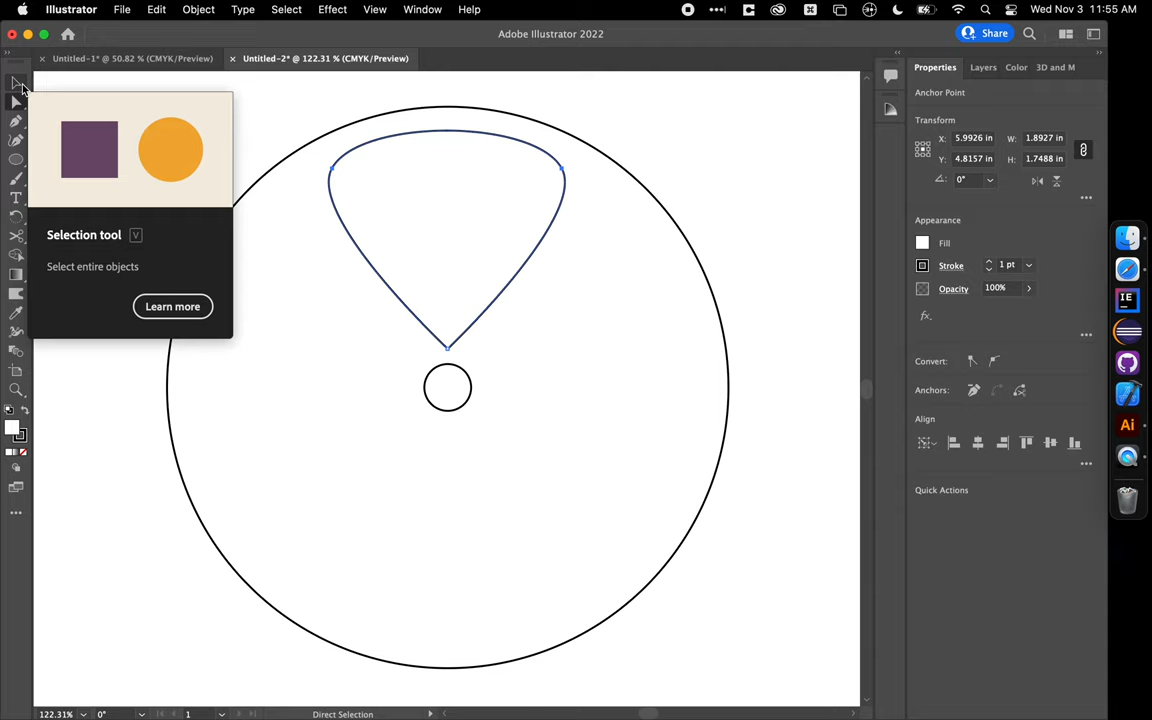 Illustrator File Edit Object Type Select Effect View Window Help Wed Nov 3 11:55 AM
Adobe Illustrator 2022 Share
Untitled-1* @ 50.82 % (CMYK/Preview) Untitled-2* @ 122.31 % (CMYK/Preview)
Properties Layers Color 3D and M
Anchor Point
Transform
X: 5.9926 in W: 1.8927 in
Y: 4.8157 in H: 1.7488 in
0°
Appearance
Fill
Stroke 1 pt
Opacity 100%
fx.
Convert:
Anchors:
Align
Quick Actions
Selection tool V
Select entire objects
Learn more
T
IE
Ai
122.31% 0° 1 Direct Selection